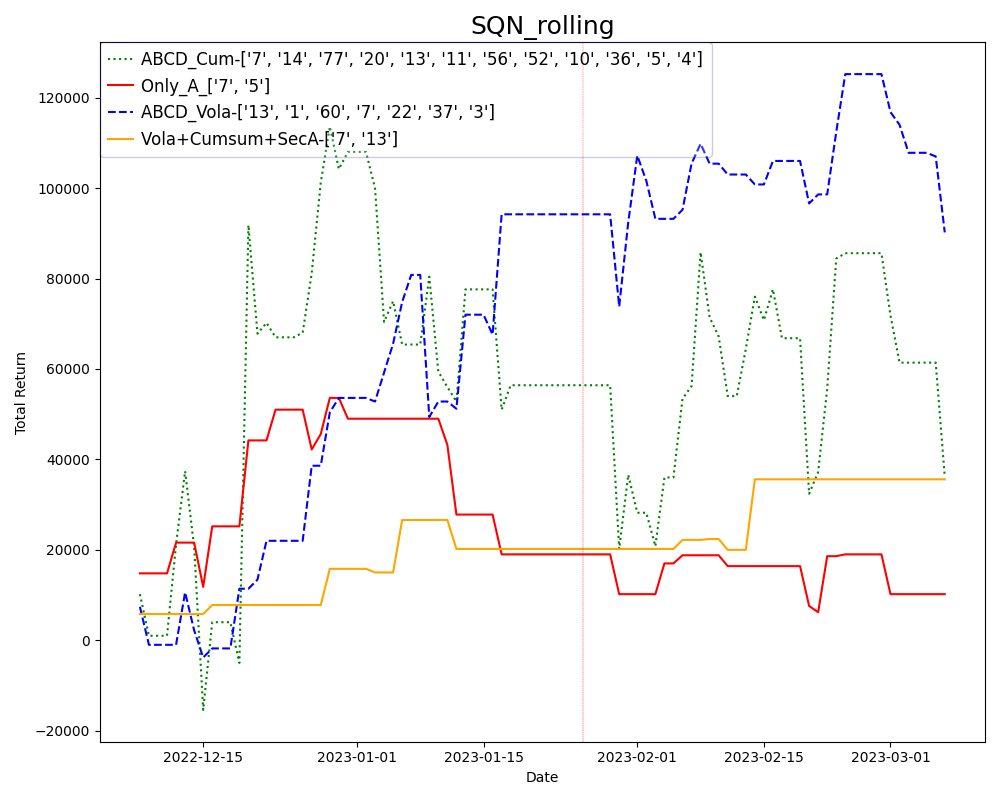 SQN_rolling
ABCD_Cum-['7', '14', '77', '20', '13', '11', '56', '52', '10', '36', '5', '4']
Only_A_['7', '5']
ABCD_Vola-['13', '1', '60', '7', '22', '37', '3']
Vola+Cumsum+SecA-['7', '13']
120000
100000
80000
60000
40000
20000
0
−20000
Total Return
2022-12-15 2023-01-01 2023-01-15 2023-02-01 2023-02-15 2023-03-01
Date